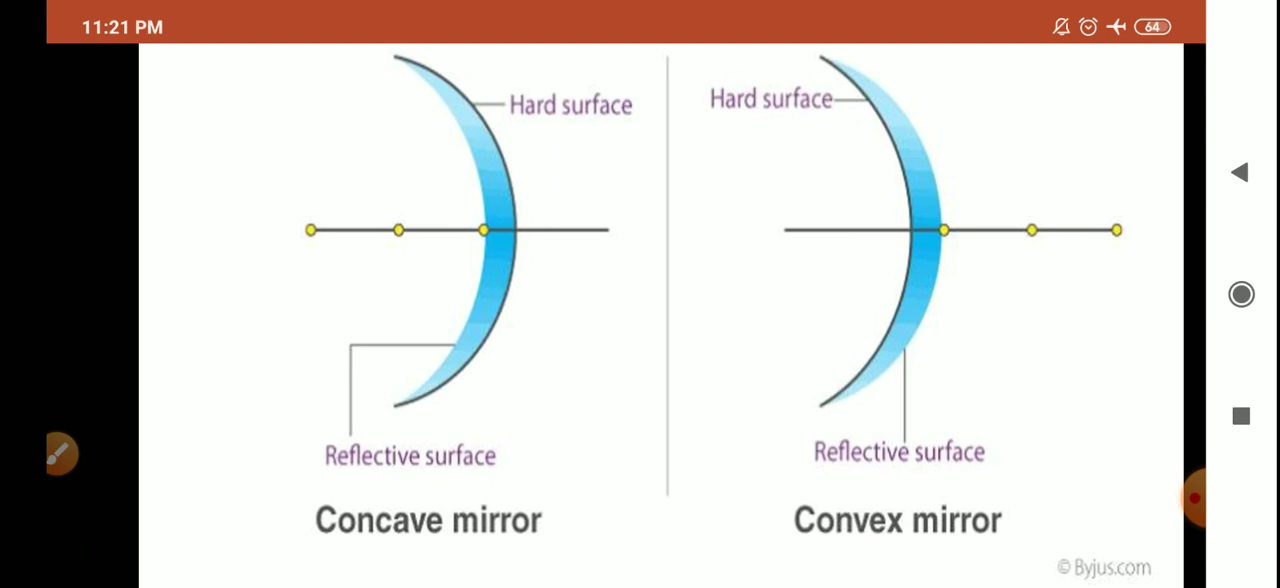 11:21 PM
64
Hard surface
Reflective surface
Concave mirror
Hard surface
Reflective surface
Convex mirror
© Byjus.com